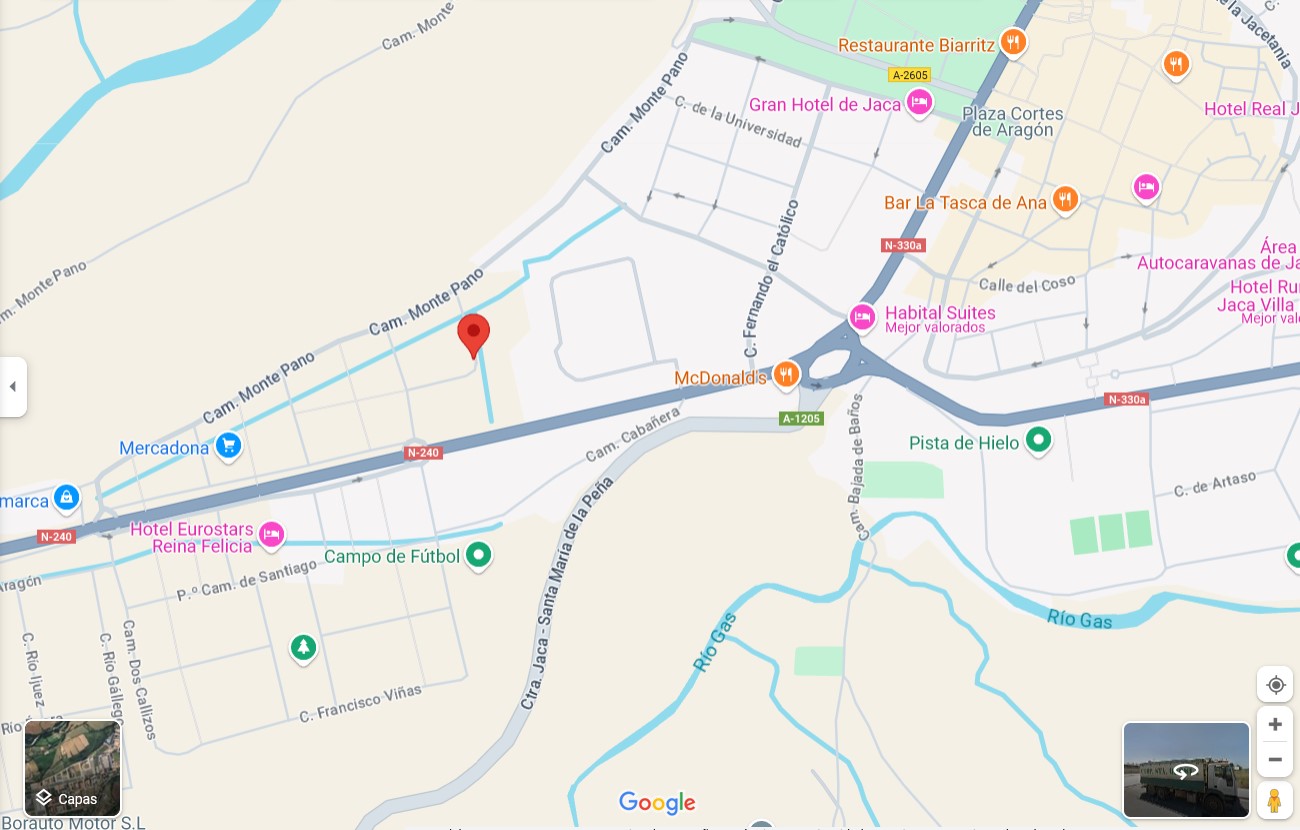 Cam. Monte
de la Jacetania
Restaurante Biarritz
A-2605
Cam. Monte Pano
Gran Hotel de Jaca
C. de la Universidad
Plaza Cortes
de Aragón
Hotel Real J
Bar La Tasca de Ana
N-330a
C. Fernando el Católico
Área
Autocaravanas de Ja
Calle del Coso
Hotel Ru
Jaca Villa
Mejor valo
m. Monte Pano
Cam. Monte Pano
Habital Suites
Mejor valorados
Cam. Monte Pano
McDonald's
N-330a
A-1205
Cam. Cabañera
Cam. Bajada de Baños
Pista de Hielo
Mercadona
N-240
C. de Artaso
marca
Ctra. Jaca - Santa María de la Peña
N-240
Hotel Eurostars
Reina Felicia
Campo de Fútbol
Aragón
P.º Cam. de Santiago
Río Gas
Río Gas
C. Río Ijuez
C. Río Gállego
Cam. Dos Callizos
C. Francisco Viñas
Río
Capas
Google
Borauto Motor S.L